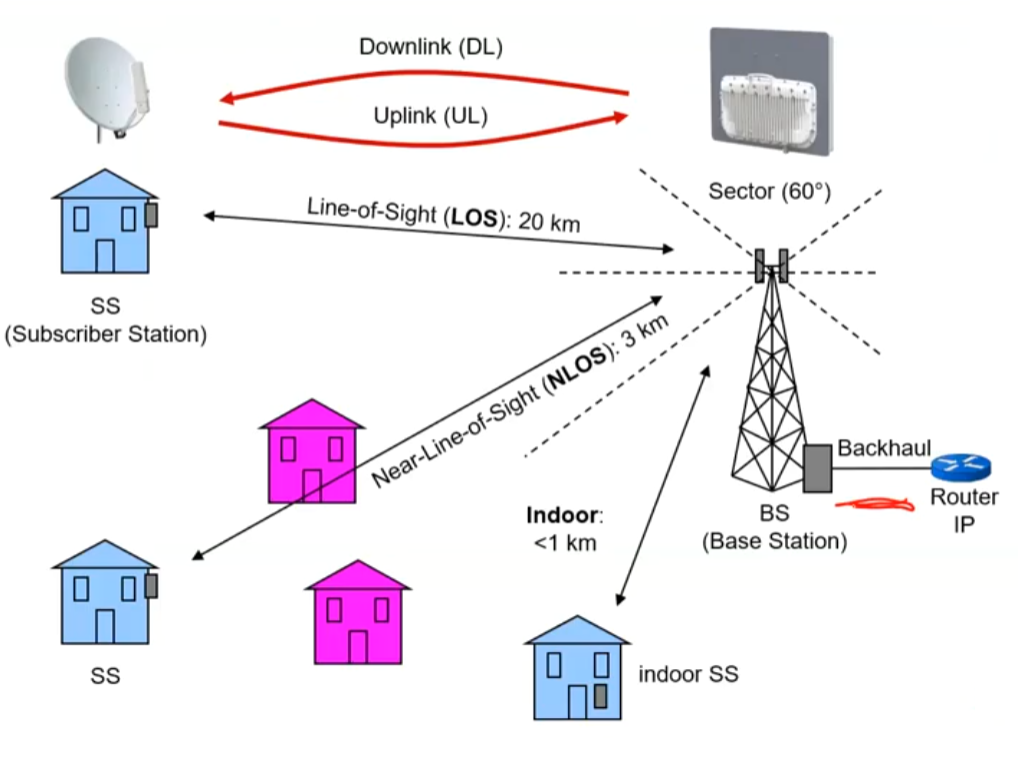 Downlink (DL)
Uplink (UL)
Sector (60°)
Line-of-Sight (LOS): 20 km
SS
(Subscriber Station)
Near-Line-of-Sight (NLOS): 3 km
Backhaul
Router
IP
BS
(Base Station)
Indoor:
<1 km
SS
indoor SS